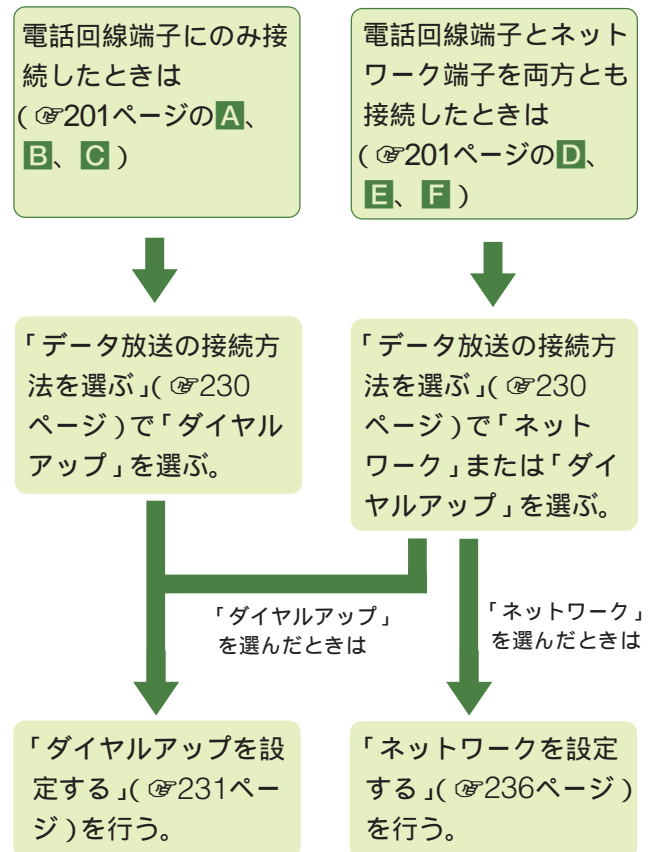 電話回線端子にのみ接
続したときは
(☞201ページのA、
B、C)
電話回線端子とネット
ワーク端子を両方とも
接続したときは
(☞201ページのD、
E、F)
「データ放送の接続方
法を選ぶ」(☞230
ページ)で「ダイヤル
アップ」を選ぶ。
「データ放送の接続方
法を選ぶ」(☞230
ページ)で「ネット
ワーク」または「ダイ
ヤルアップ」を選ぶ。
「ダイヤルアップ」
を選んだときは
「ネットワーク」
を選んだときは
「ダイヤルアップを設
定する」(☞231ペー
ジ)を行う。
「ネットワークを設定
する」(☞236ページ)
を行う。